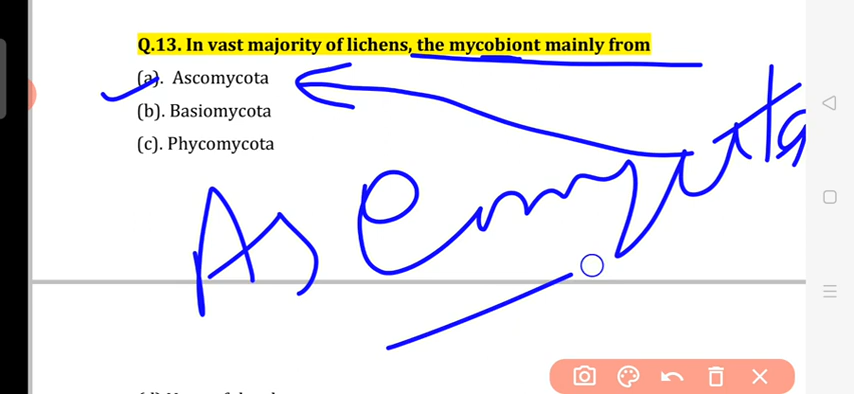 Q.13. In vast majority of lichens, the mycobiont mainly from
(a). Ascomycota
(b). Basiomycota
(c). Phycomycota